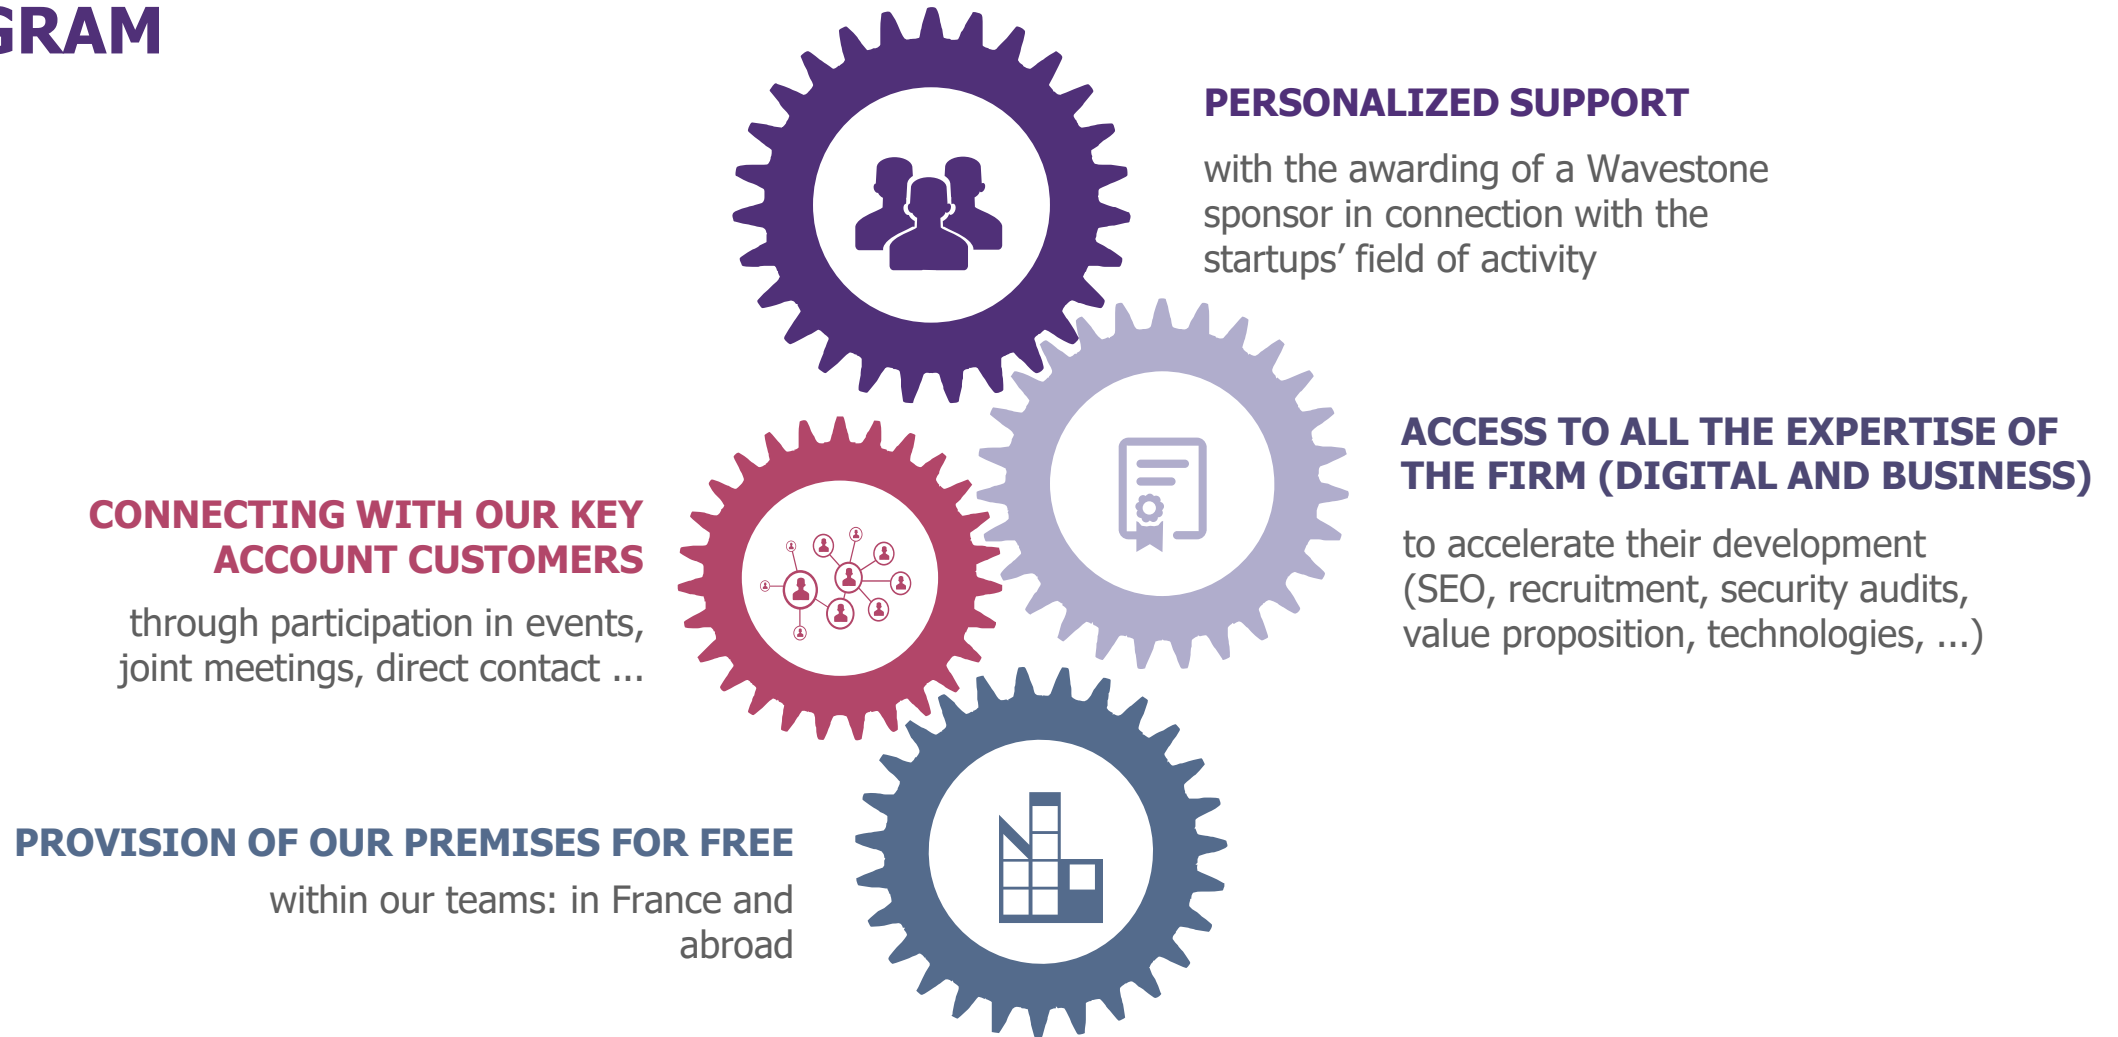 GRAM
PERSONALIZED SUPPORT
with the awarding of a Wavestone
sponsor in connection with the
startups’ field of activity
ACCESS TO ALL THE EXPERTISE OF
THE FIRM (DIGITAL AND BUSINESS)
to accelerate their development
(SEO, recruitment, security audits,
value proposition, technologies, ...)
CONNECTING WITH OUR KEY
ACCOUNT CUSTOMERS
through participation in events,
joint meetings, direct contact ...
PROVISION OF OUR PREMISES FOR FREE
within our teams: in France and
abroad